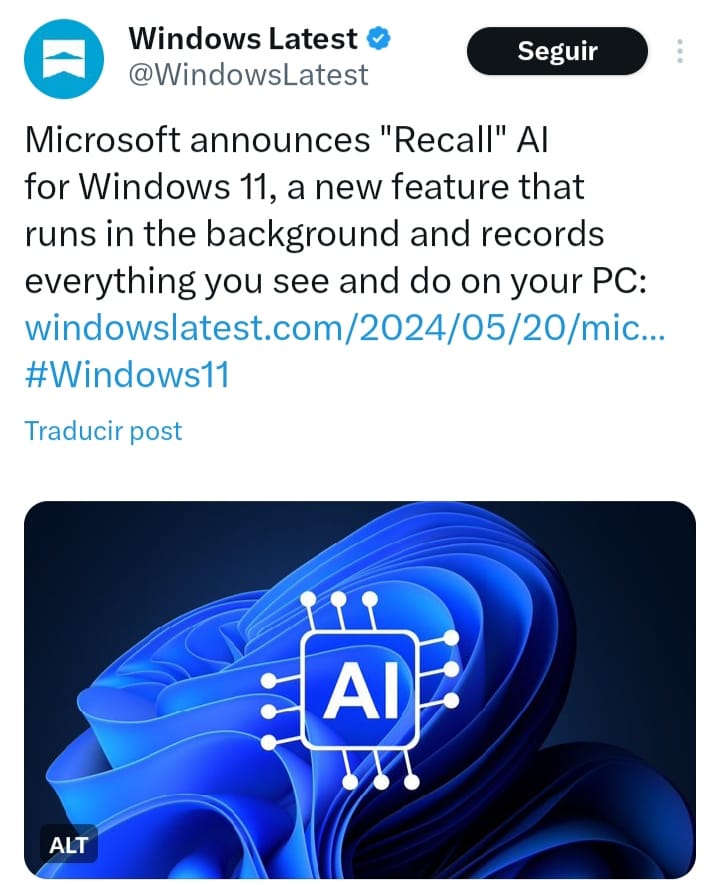 Windows Latest
@WindowsLatest
Seguir
Microsoft announces "Recall" AI
for Windows 11, a new feature that
runs in the background and records
everything you see and do on your PC:
windowslatest.com/2024/05/20/mic...
#Windows11
Traducir post
AI
ALT